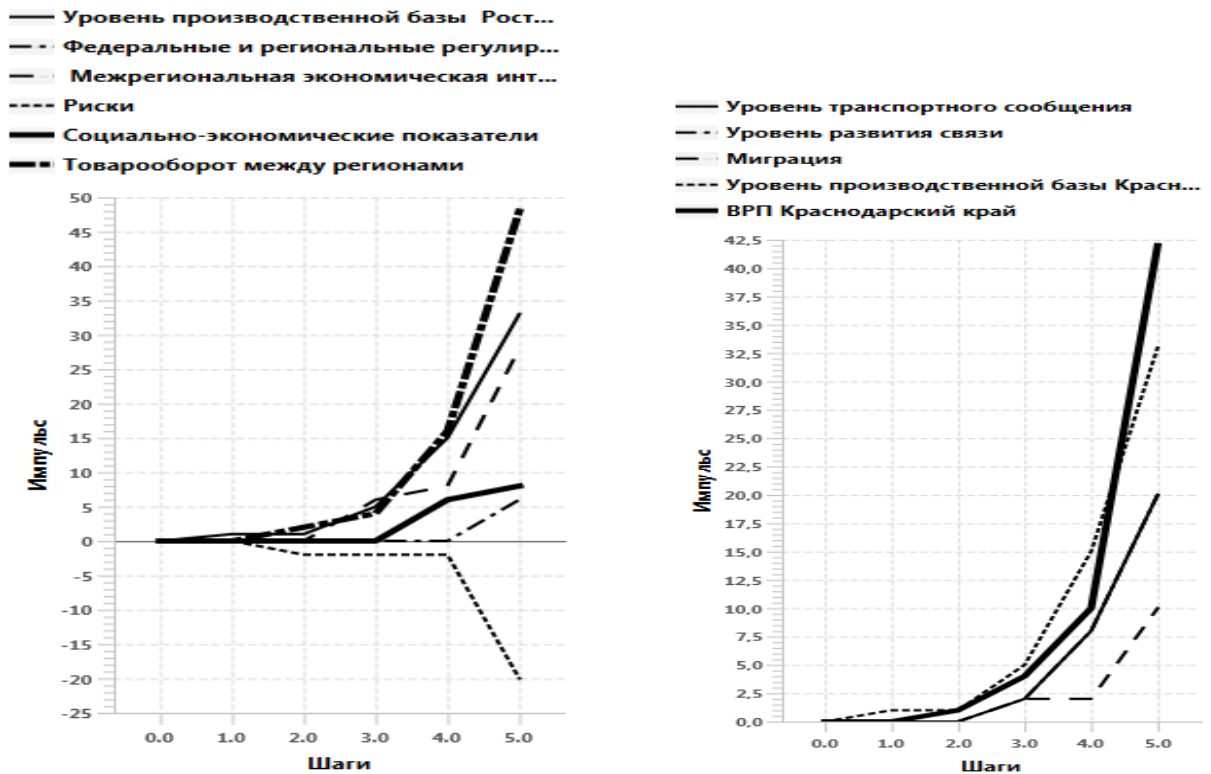 Уровень производственной базы Рост...
Федеральные и региональные регулир...
Межрегиональная экономическая инт...
Риски
Социально-экономические показатели
Товарооборот между регионами
50
45
40
35
30
25
20
15
10
5
0
-5
-10
-15
-20
-25
Импульс
0.0 1.0 2.0 3.0 4.0 5.0
Шаги
Уровень транспортного сообщения
Уровень развития связи
Миграция
Уровень производственной базы Красн...
ВРП Краснодарский край
42,5
40,0
37,5
35,0
32,5
30,0
27,5
25,0
22,5
20,0
17,5
15,0
12,5
10,0
7,5
5,0
2,5
0,0
Импульс
0.0 1.0 2.0 3.0 4.0 5.0
Шаги